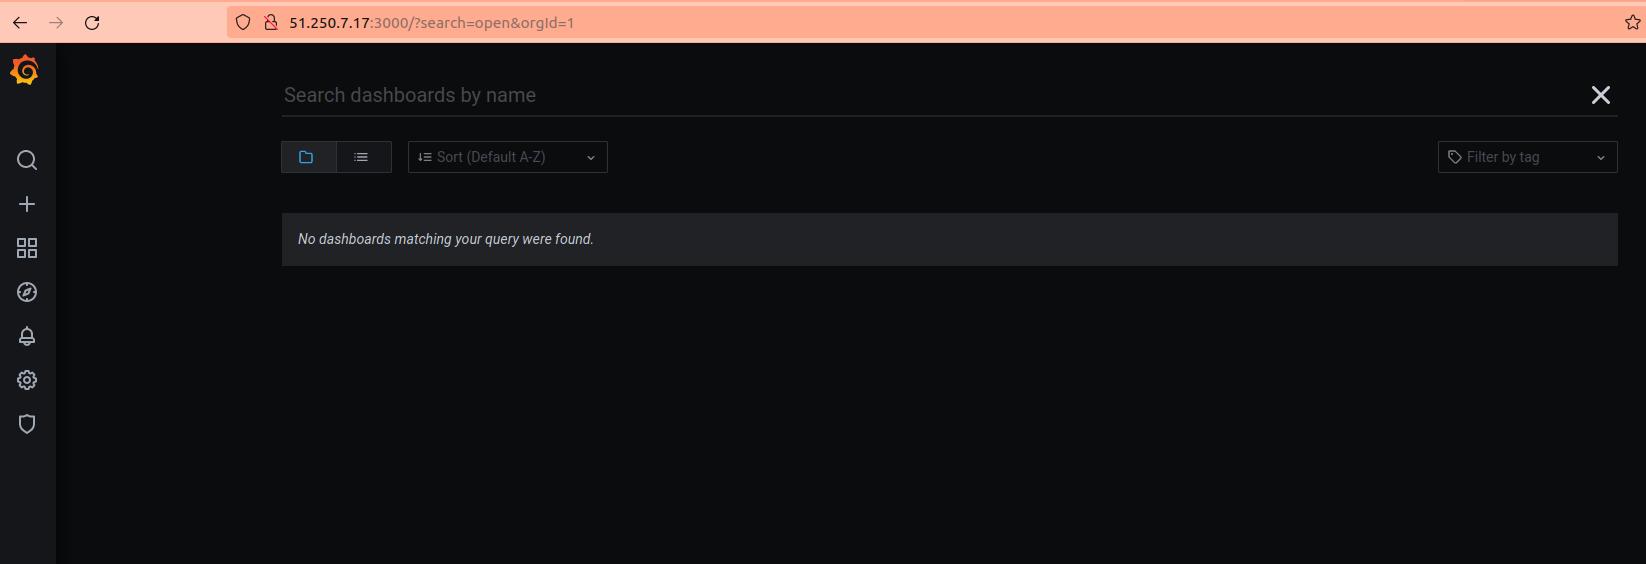 51.250.7.17:3000/?search=open&orgId=1
Search dashboards by name
Sort (Default A-Z)
Filter by tag
No dashboards matching your query were found.